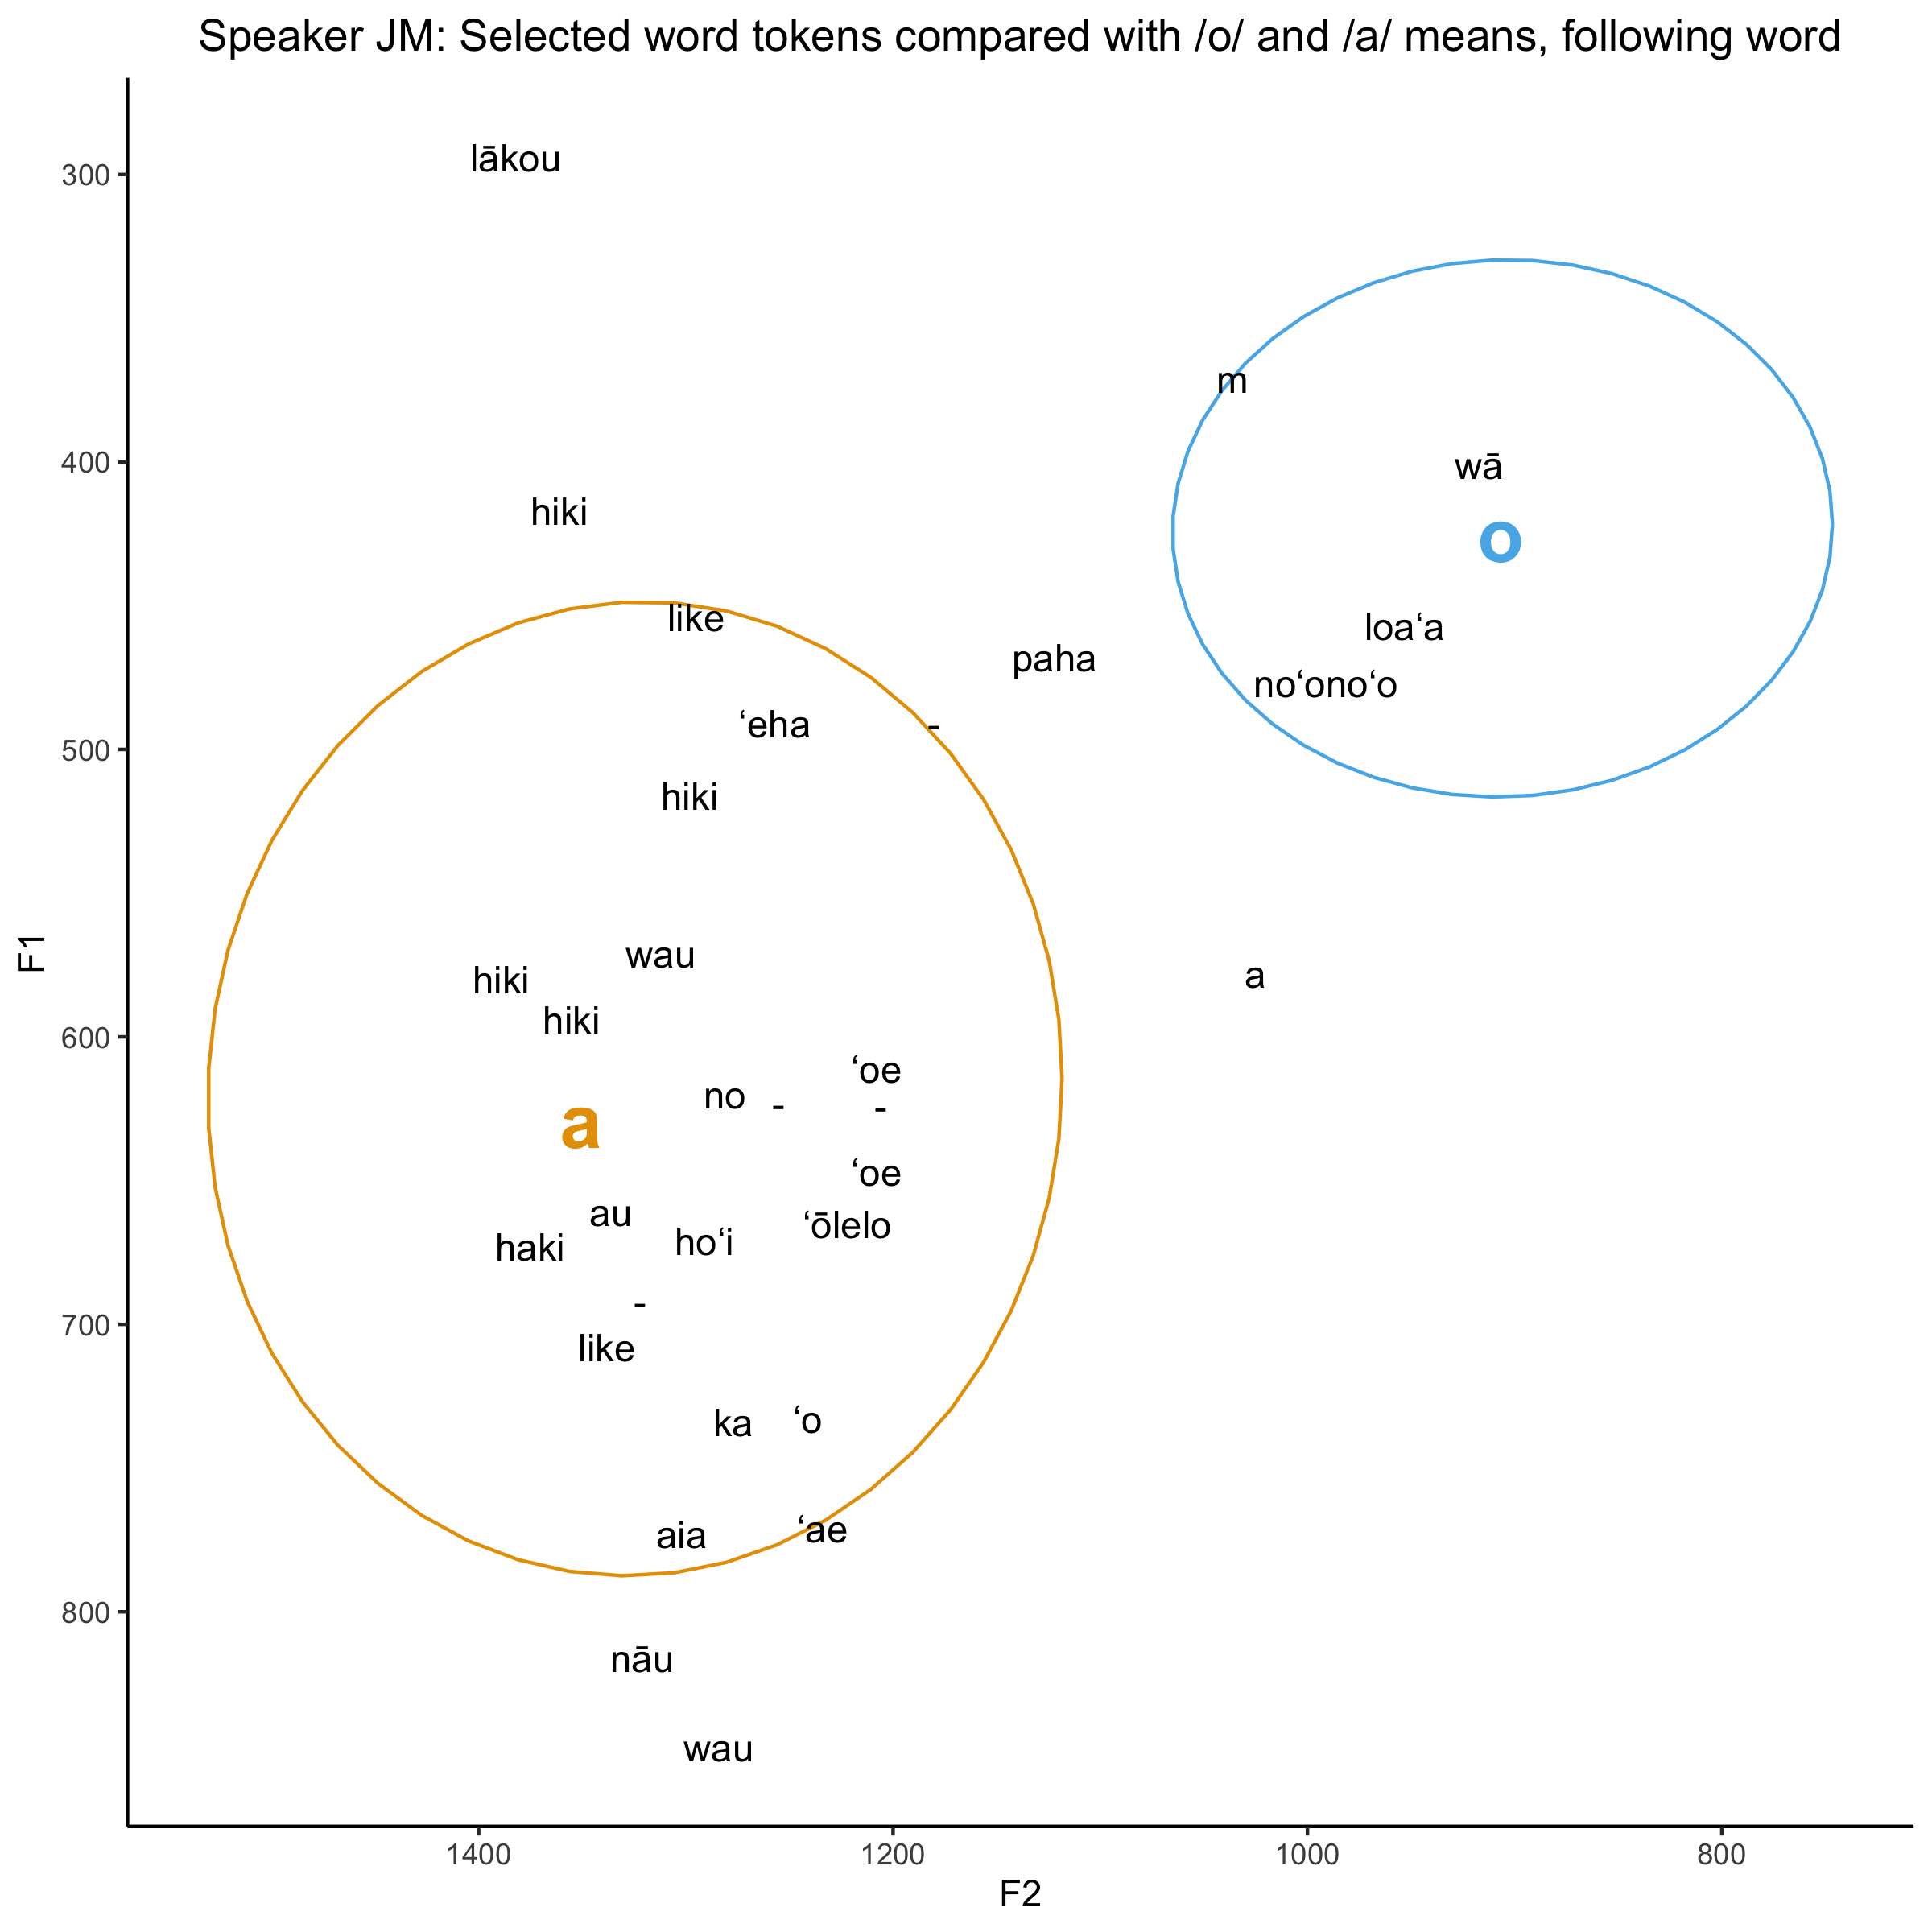 Speaker JM: Selected word tokens compared with /o/ and /a/ means, following word
lākou
300
m
400
wā
hiki
o
like
loaʻa
paha
noʻonoʻo
ʻeha
-
500
hiki
wau
hiki
a
hiki
600
ʻoe
no
-
-
a
ʻoe
au
ʻōlelo
haki
hoʻi
-
700
like
ka
ʻo
aia
ʻae
800
nāu
wau
1400
1200
1000
800
F2
F1